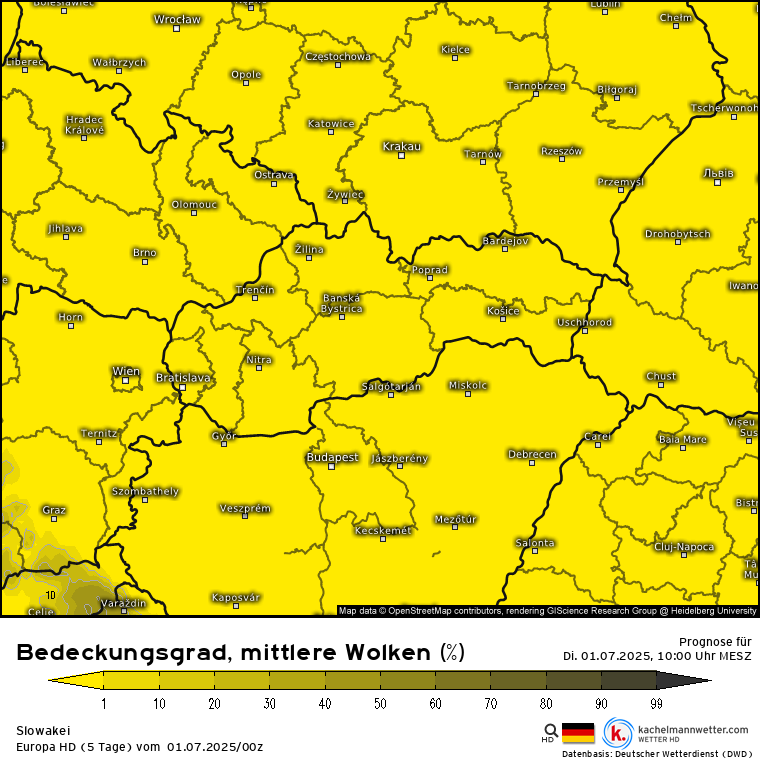 Bolesławiec
Wrocław
Kępno
Lublin
Chełm
Kielce
Liberec
Wałbrzych
Częstochowa
Opole
Tarnobrzeg
Biłgoraj
Tscherwonoh
Hradec
Králové
Katowice
Krakau
Tarnów
Rzeszów
Ostrava
Львів
Przemyśl
Żywiec
Olomouc
Jihlava
Drohobytsch
Brno
Žilina
Bardejov
Poprad
Trenčín
Iwano
Banská
Bystrica
Horn
Košice
Uschhorod
Nitra
Wien
Bratislava
Salgótarján
Miskolc
Chust
Vișeu
Sus
Ternitz
Győr
Carei
Baia Mare
Budapest
Jászberény
Debrecen
Szombathely
Graz
Veszprém
Bistr
Kecskemét
Mezőtúr
Salonta
Cluj-Napoca
Tâ
Mu
10
Kaposvár
Varaždin
Celje
Map data © OpenStreetMap contributors, rendering GIScience Research Group @ Heidelberg University
Bedeckungsgrad, mittlere Wolken (%)
Prognose für
Di. 01.07.2025, 10:00 Uhr MESZ
1 10 20 30 40 50 60 70 80 90 99
Slowakei
Europa HD (5 Tage) vom 01.07.2025/00z
HD
k.
kachelmannwetter.com
WETTER HD
Datenbasis: Deutscher Wetterdienst (DWD)